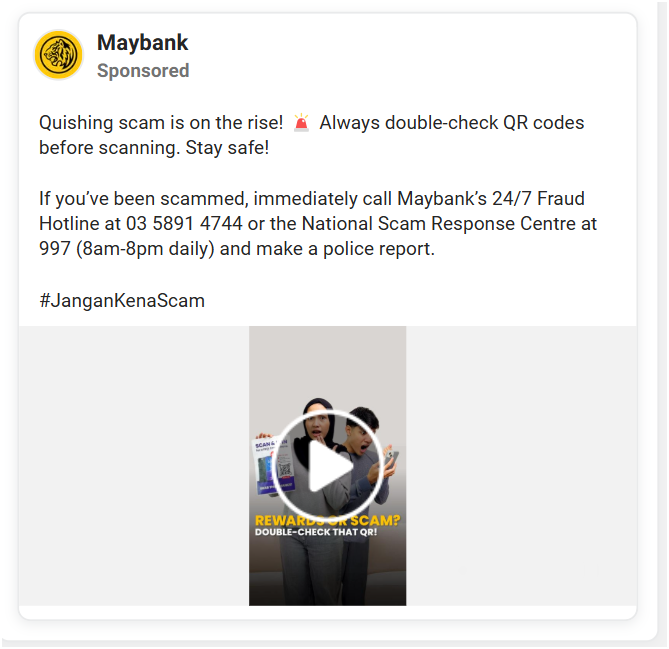 Maybank
Sponsored
Quishing scam is on the rise! 🚨 Always double-check QR codes
before scanning. Stay safe!
If you’ve been scammed, immediately call Maybank’s 24/7 Fraud
Hotline at 03 5891 4744 or the National Scam Response Centre at
997 (8am-8pm daily) and make a police report.
#JanganKenaScam
SCAN &
REWARDS OR SCAM?
DOUBLE-CHECK THAT QR!